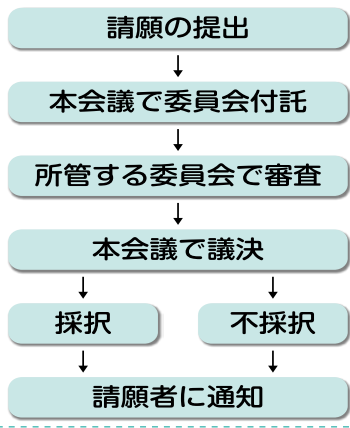 請願の提出
本会議で委員会付託
所管する委員会で審査
本会議で議決
採択
不採択
請願者に通知